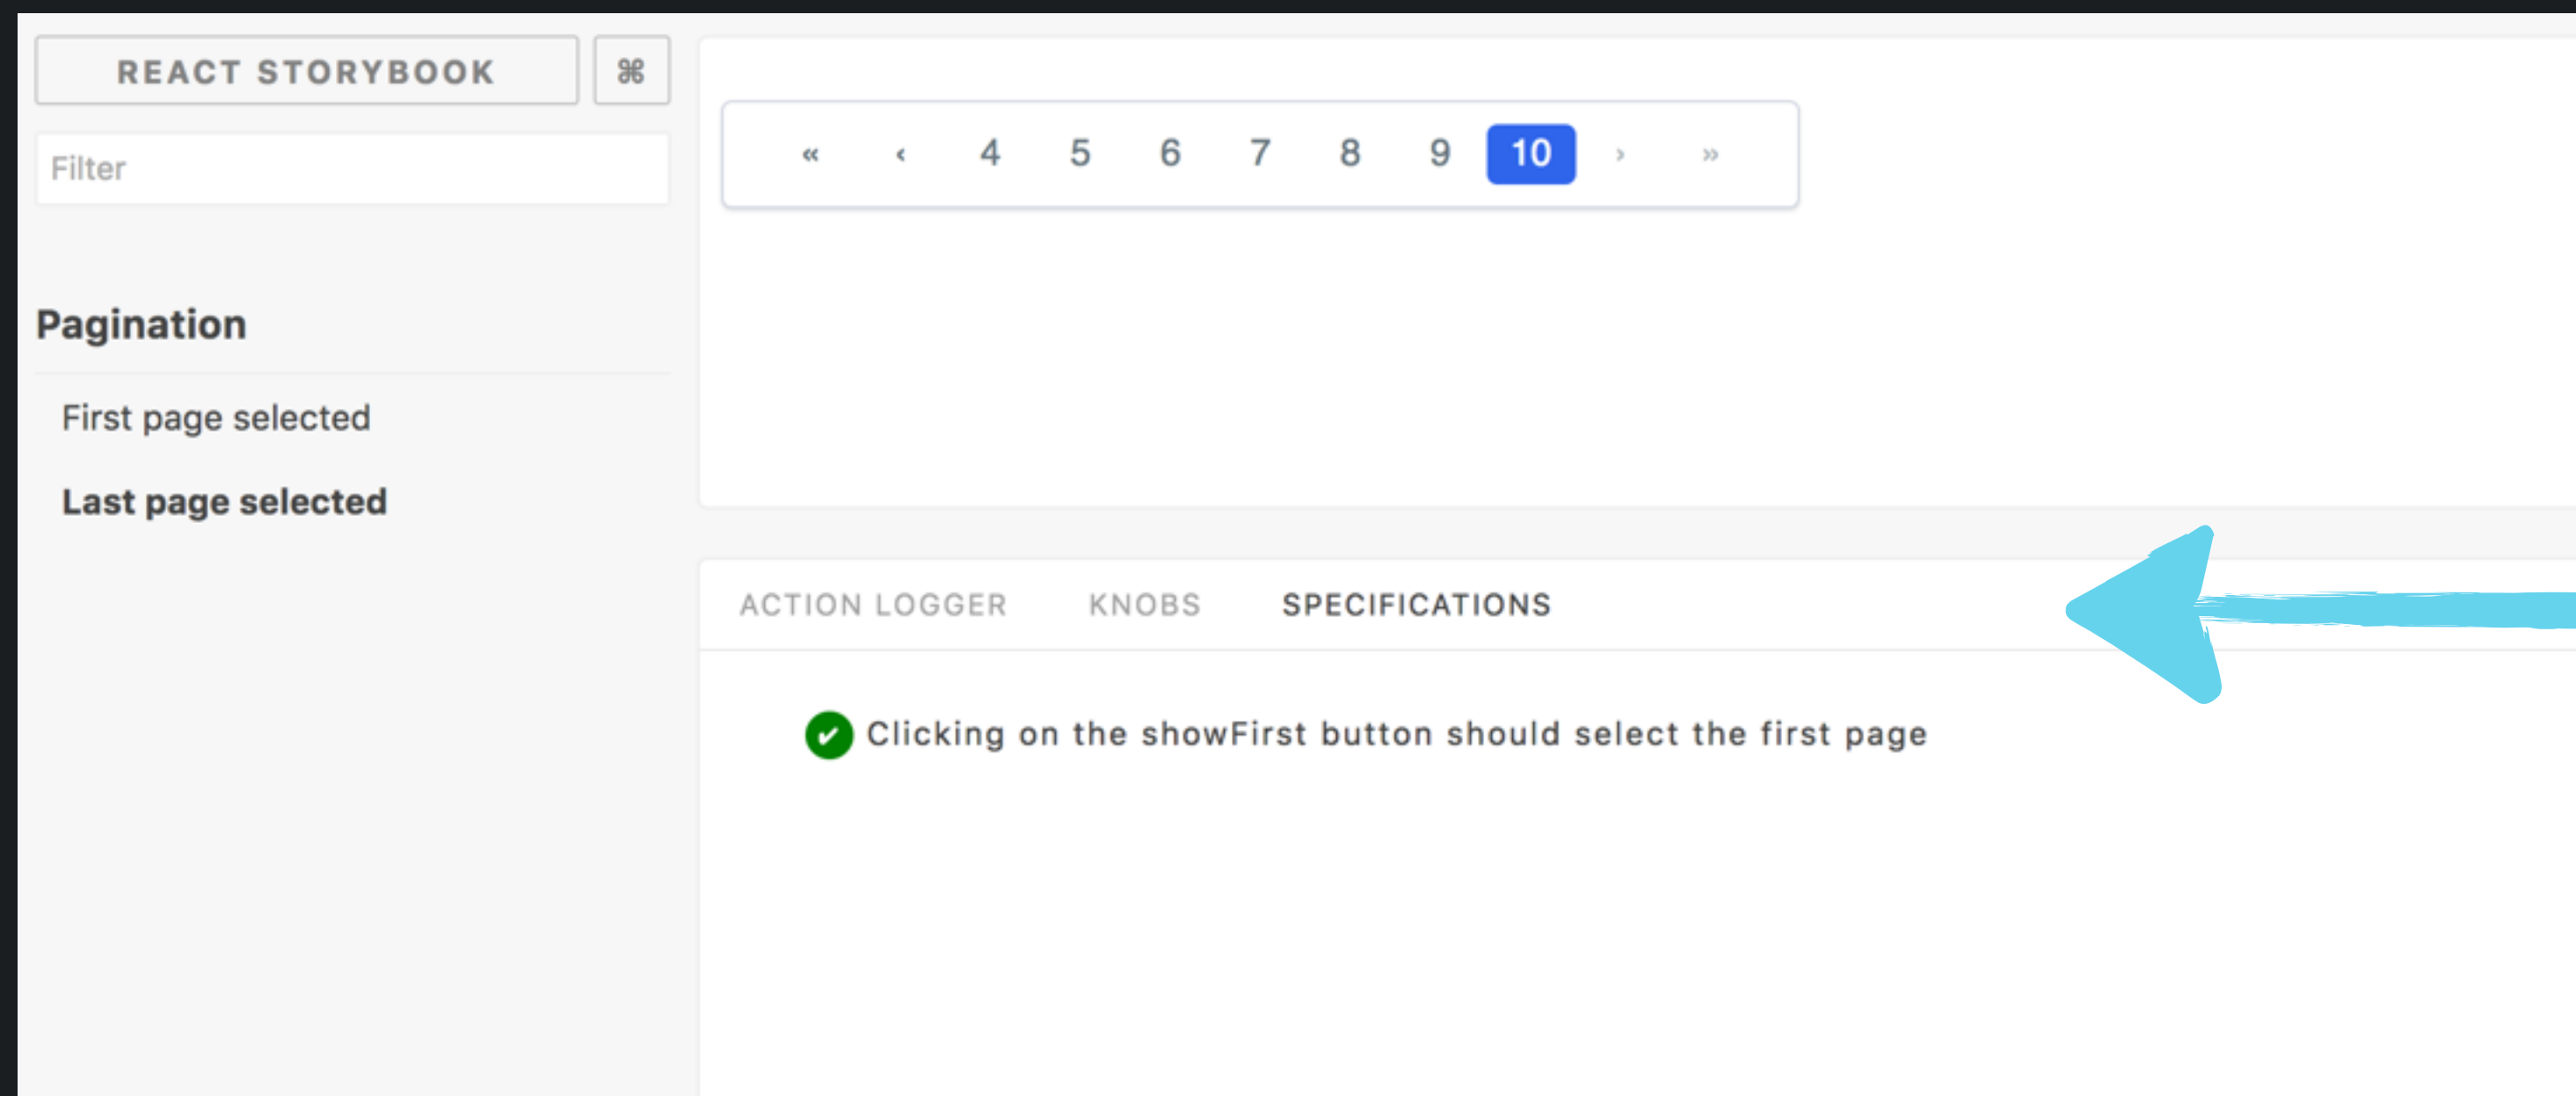 REACT STORYBOOK ⌘
Filter
Pagination
First page selected
Last page selected
« ‹ 4 5 6 7 8 9 10 › »
ACTION LOGGER KNOBS SPECIFICATIONS
✔ Clicking on the showFirst button should select the first page